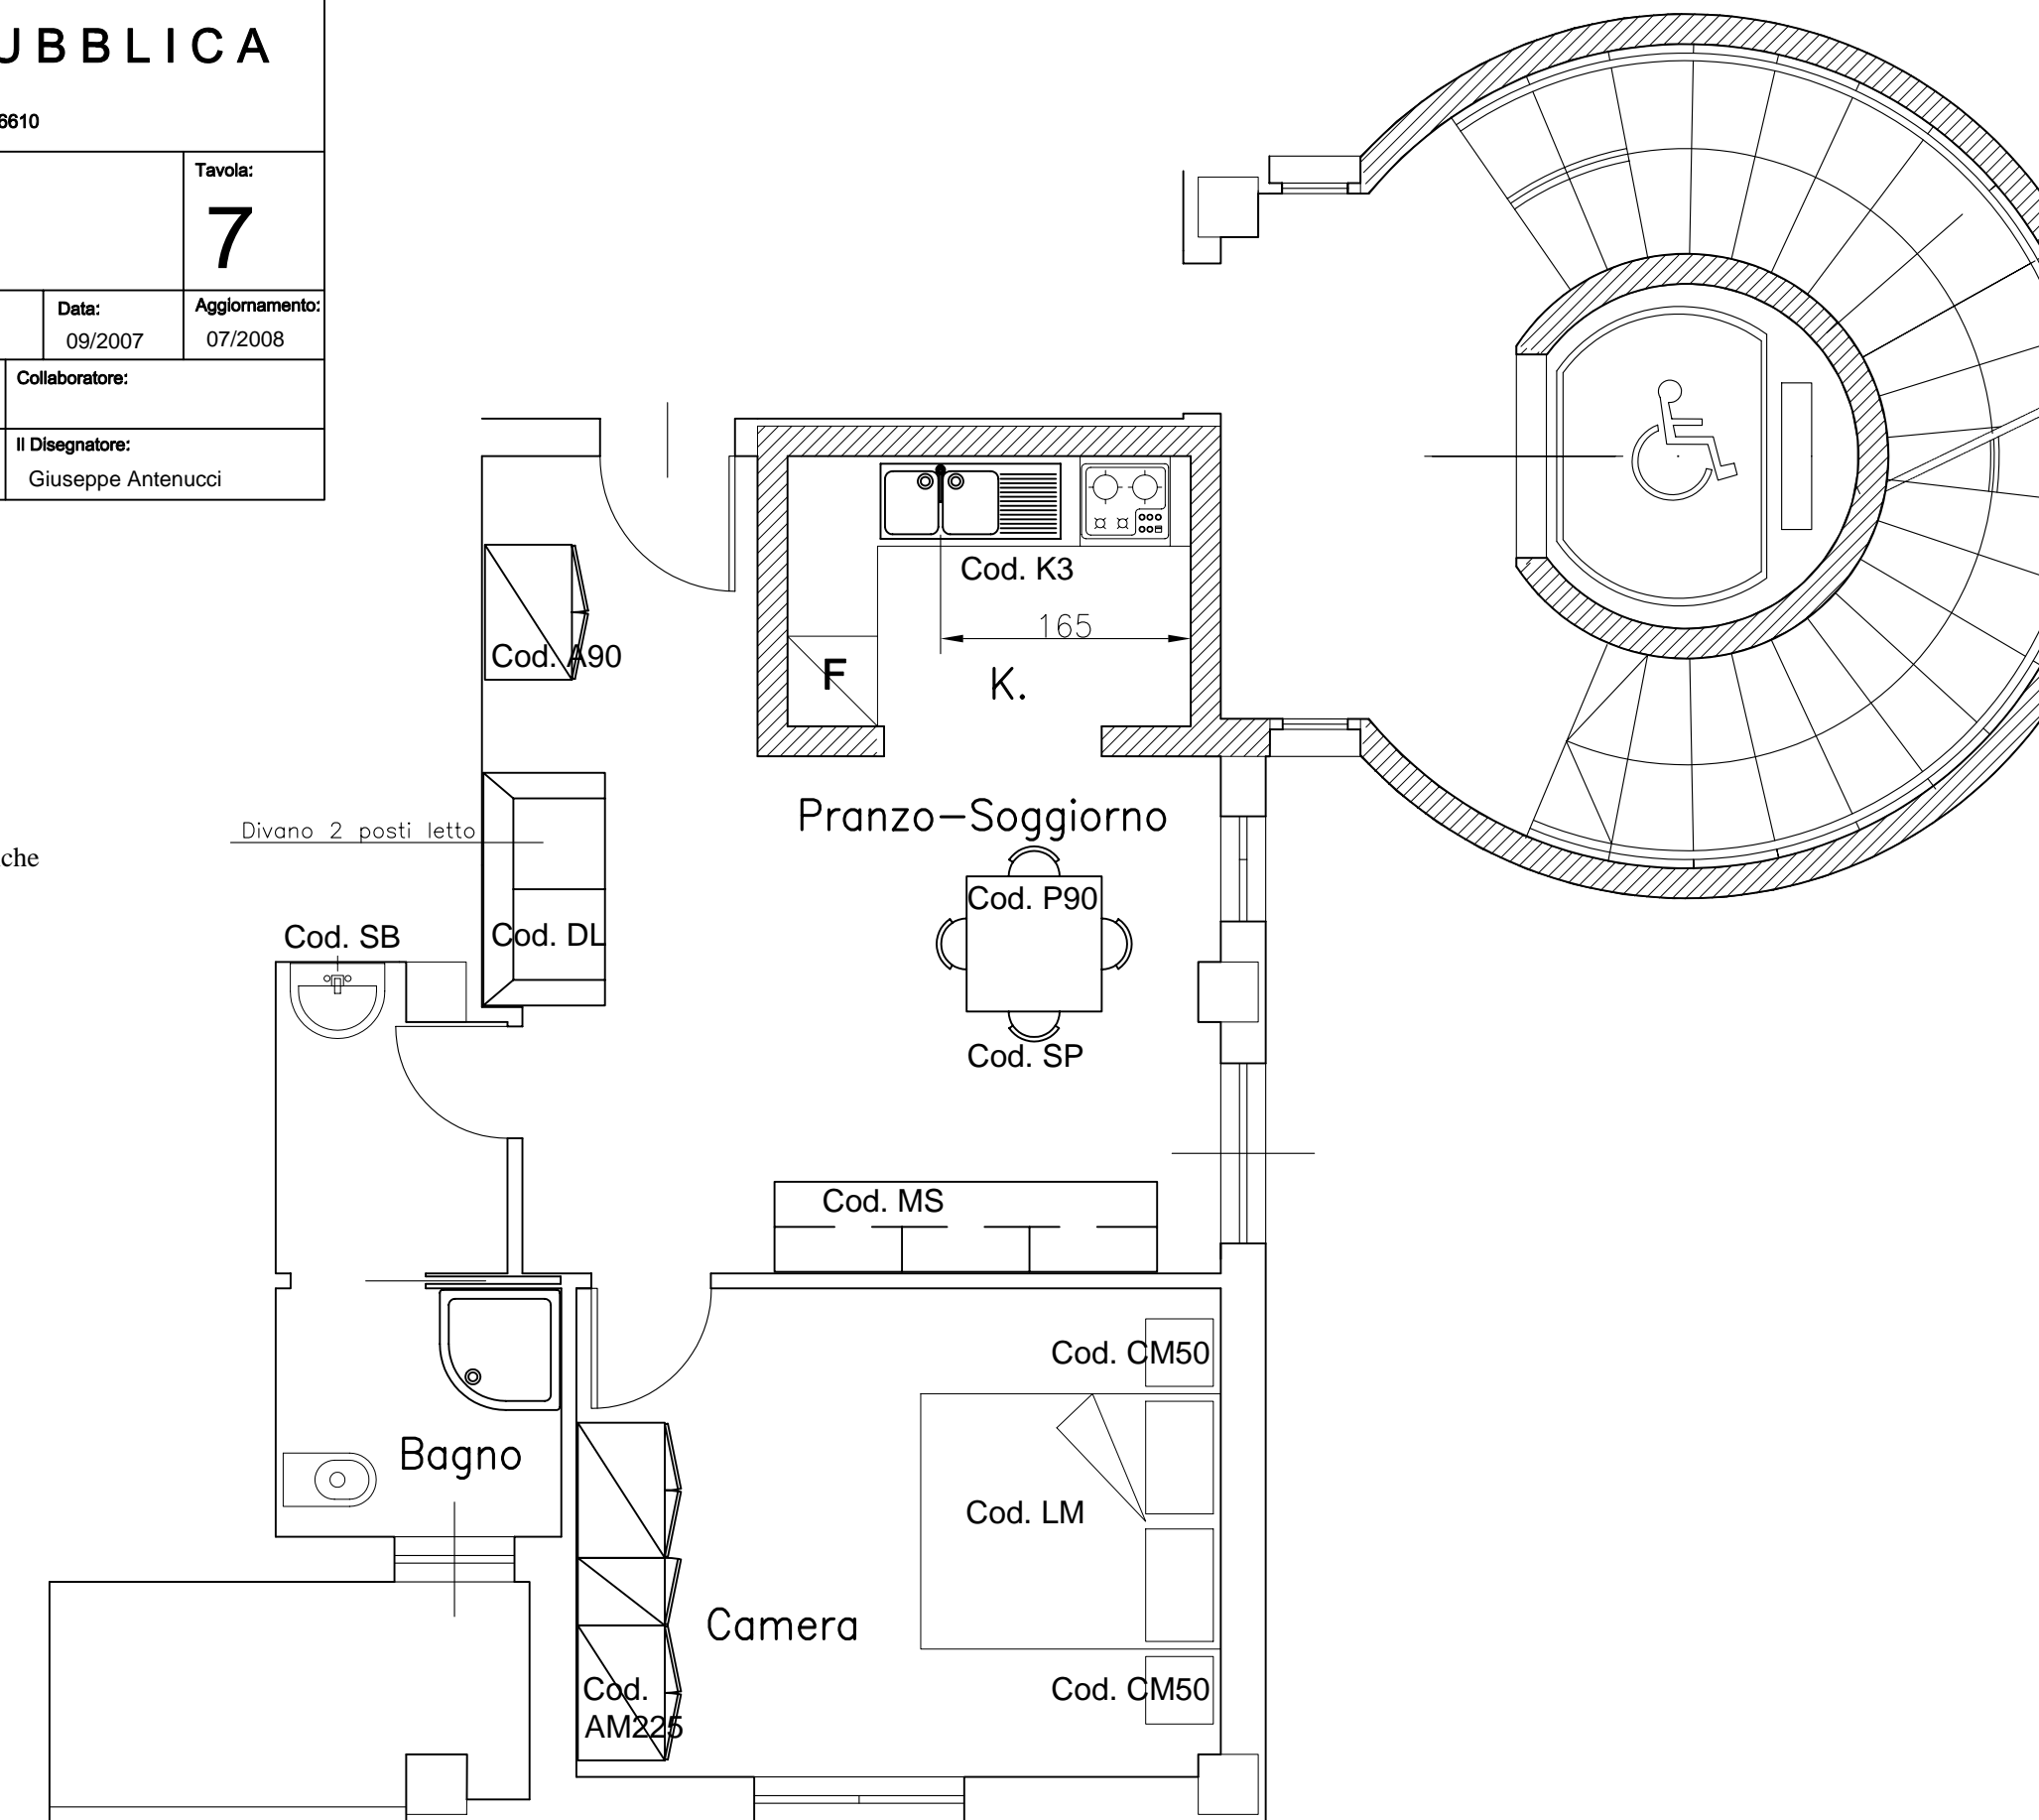 UBBLICA
6610
Tavola:
7
Data:
09/2007
Aggiornamento:
07/2008
Collaboratore:
Il Disegnatore:
Giuseppe Antenucci
Cod. K3
165
Cod. A90
F
K.
Pranzo-Soggiorno
Divano 2 posti letto
che
Cod. P90
Cod. SB
Cod. DL
Cod. SP
Cod. MS
Cod. CM50
Bagno
Cod. LM
Camera
Cod. CM50
Cod.
AM225